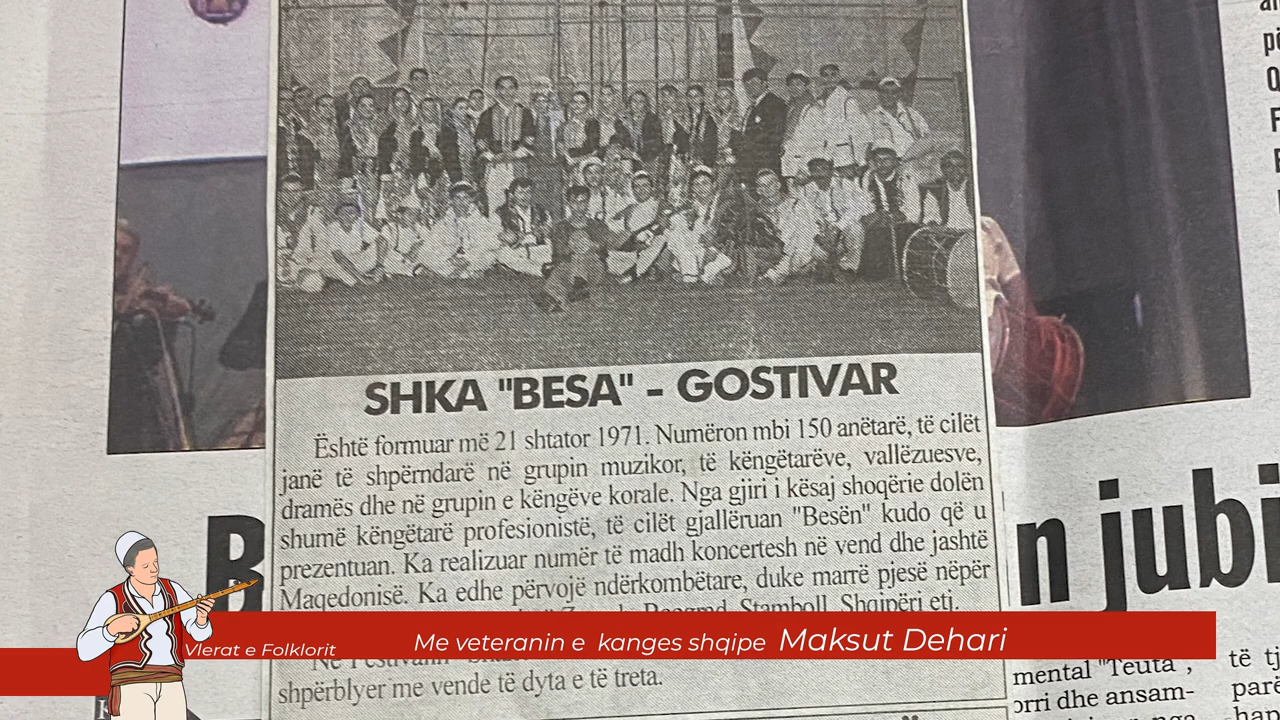 SHKA "BESA" - GOSTIVAR
Është formuar më 21 shtator 1971. Numëron mbi 150 anëtarë, të cilët
janë të shpërndarë në grupin muzikor, të këngëtarëve, vallëzuesve,
dramës dhe në grupin e këngëve korale. Nga gjiri i kësaj shoqërie dolën
shumë këngëtarë profesionistë, të cilët gjallëruan "Besën" kudo që u
prezentuan. Ka realizuar numër të madh koncertesh në vend dhe jashtë
Maqedonisë. Ka edhe përvojë ndërkombëtare, duke marrë pjesë nëpër
Stamboll, Shqipëri etj.
shpërblyer me vende të dyta e të treta.
B
n jubi
mental "Teuta",
orri dhe ansam-
të tj
parë
han
Vlerat e Folklorit
Me veteranin e kanges shqipe Maksut Dehari